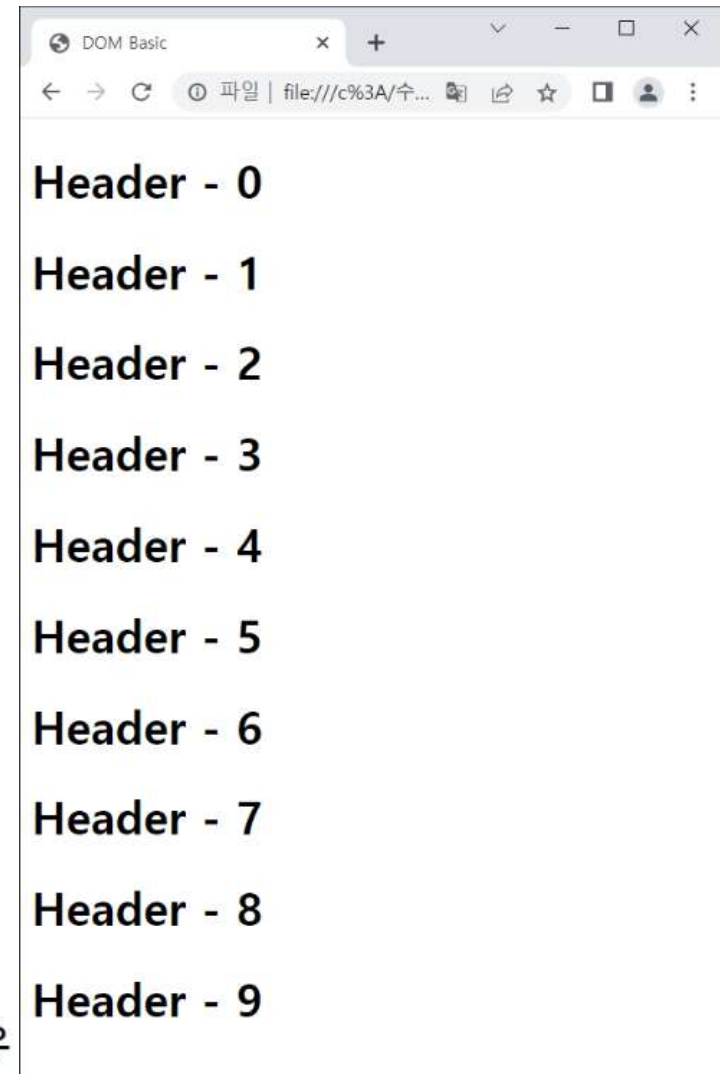 DOM Basic
파일 | file:///c%3A/수...
Header - 0
Header - 1
Header - 2
Header - 3
Header - 4
Header - 5
Header - 6
Header - 7
Header - 8
Header - 9